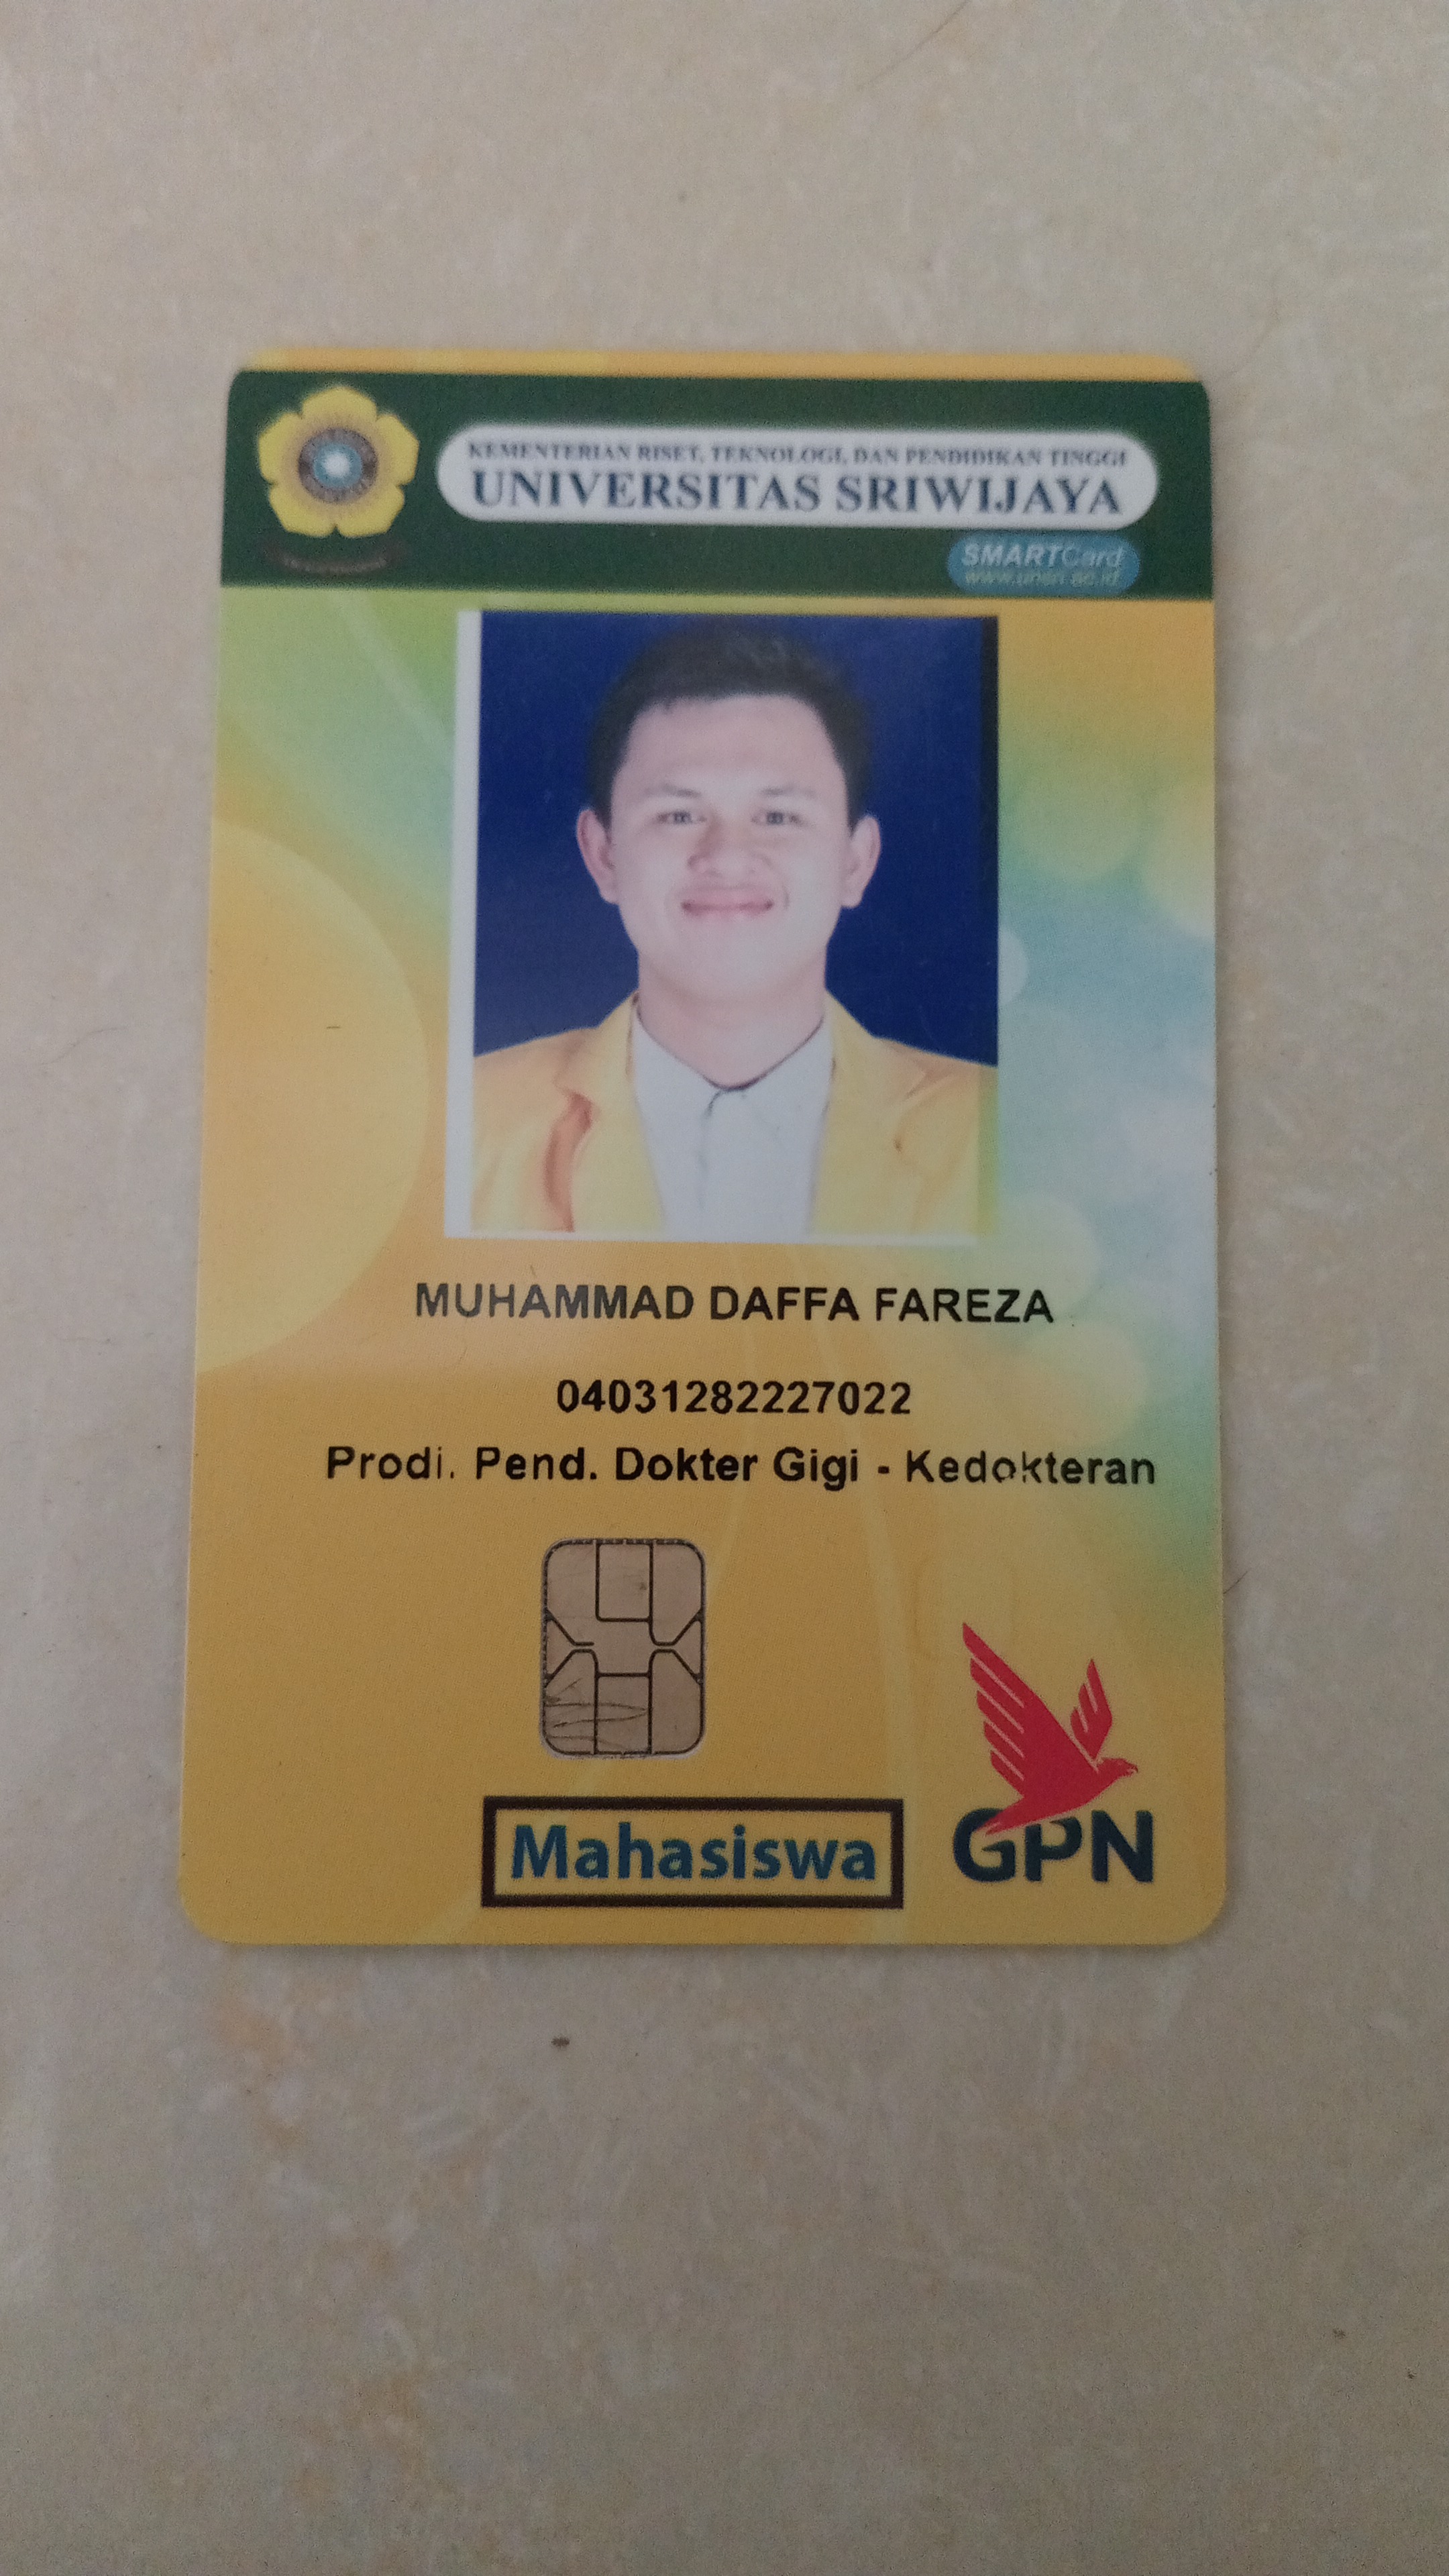 KEMENTERIAN RISET, TEKNOLOGI, DAN PENDIDIKAN TINGGI
UNIVERSITAS SRIWIJAYA
SMARTCard
www.unsri.ac.id
MUHAMMAD DAFFA FAREZA
04031282227022
Prodi. Pend. Dokter Gigi - Kedokteran
Mahasiswa
GPN